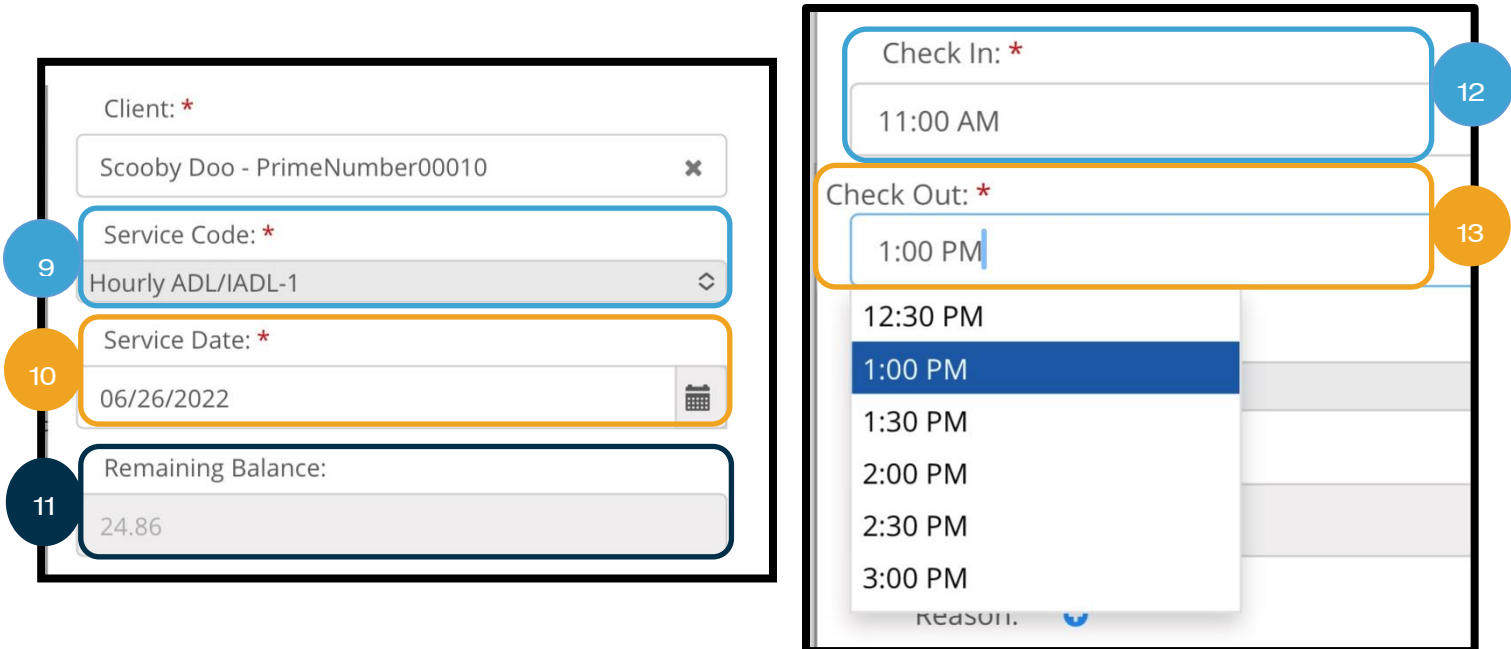 Client: *
Scooby Doo - PrimeNumber00010
9
Service Code: *
Hourly ADL/IADL-1
10
Service Date: *
06/26/2022
11
Remaining Balance:
24.86
Check In: *
12
11:00 AM
Check Out: *
13
1:00 PM
12:30 PM
1:00 PM
1:30 PM
2:00 PM
2:30 PM
3:00 PM
Reason: